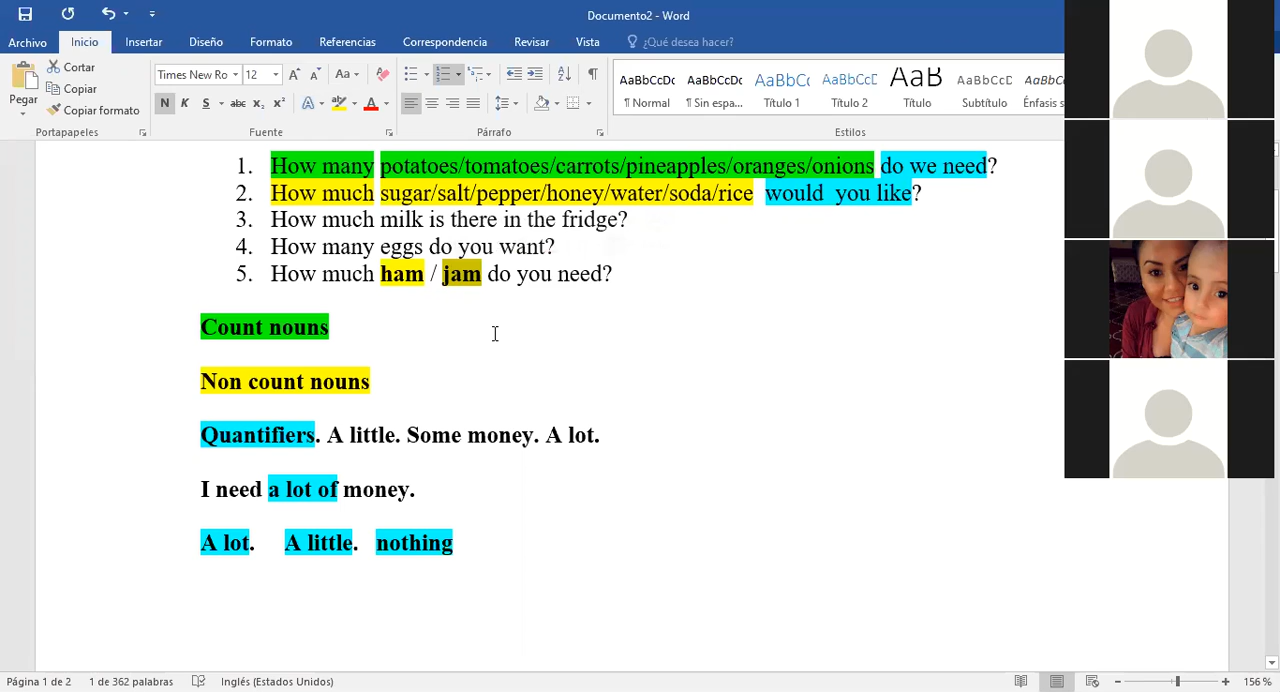 Documento2 - Word
Archivo Inicio Insertar Diseño Formato Referencias Correspondencia Revisar Vista ¿Qué desea hacer?
Pegar Cortar
Copiar
Copiar formato
Portapapeles
Times New Ro 12 A A Aa
N K S abc x₂ x² A A
Fuente
Párrafo
AaBbCcDc AaBbCcDc AaBbCc AaBbCcD AaB AaBbCcD AaBbCcDc
¶ Normal ¶ Sin espa... Título 1 Título 2 Título Subtítulo Énfasis
Estilos
1. How many potatoes/tomatoes/carrots/pineapples/oranges/onions do we need?
2. How much sugar/salt/pepper/honey/water/soda/rice would you like?
3. How much milk is there in the fridge?
4. How many eggs do you want?
5. How much ham / jam do you need?
Count nouns
Non count nouns
Quantifiers. A little. Some money. A lot.
I need a lot of money.
A lot. A little. nothing
Página 1 de 2 1 de 362 palabras Inglés (Estados Unidos) 156 %